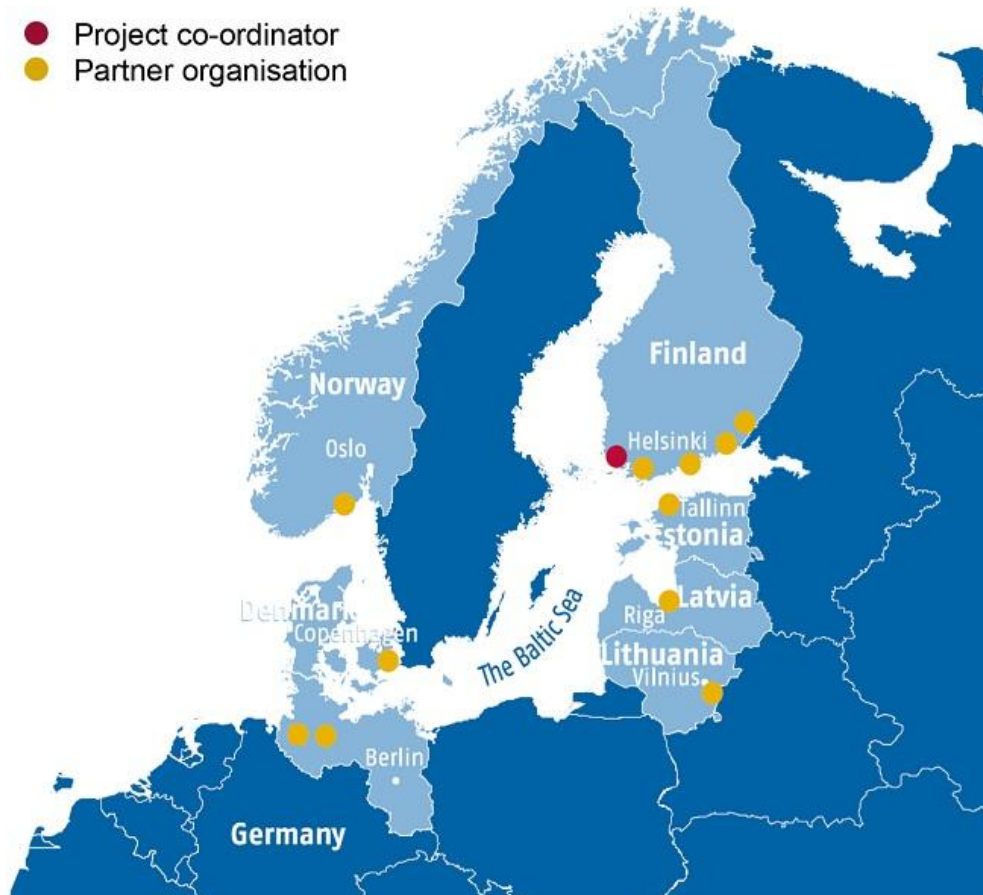 Project co-ordinator
Partner organisation
Finland
Norway
Helsinki
Oslo
Tallinn
Estonia
Denmark
Latvia
Riga
Copenhagen
The Baltic Sea
Lithuania
Vilnius
Berlin
Germany